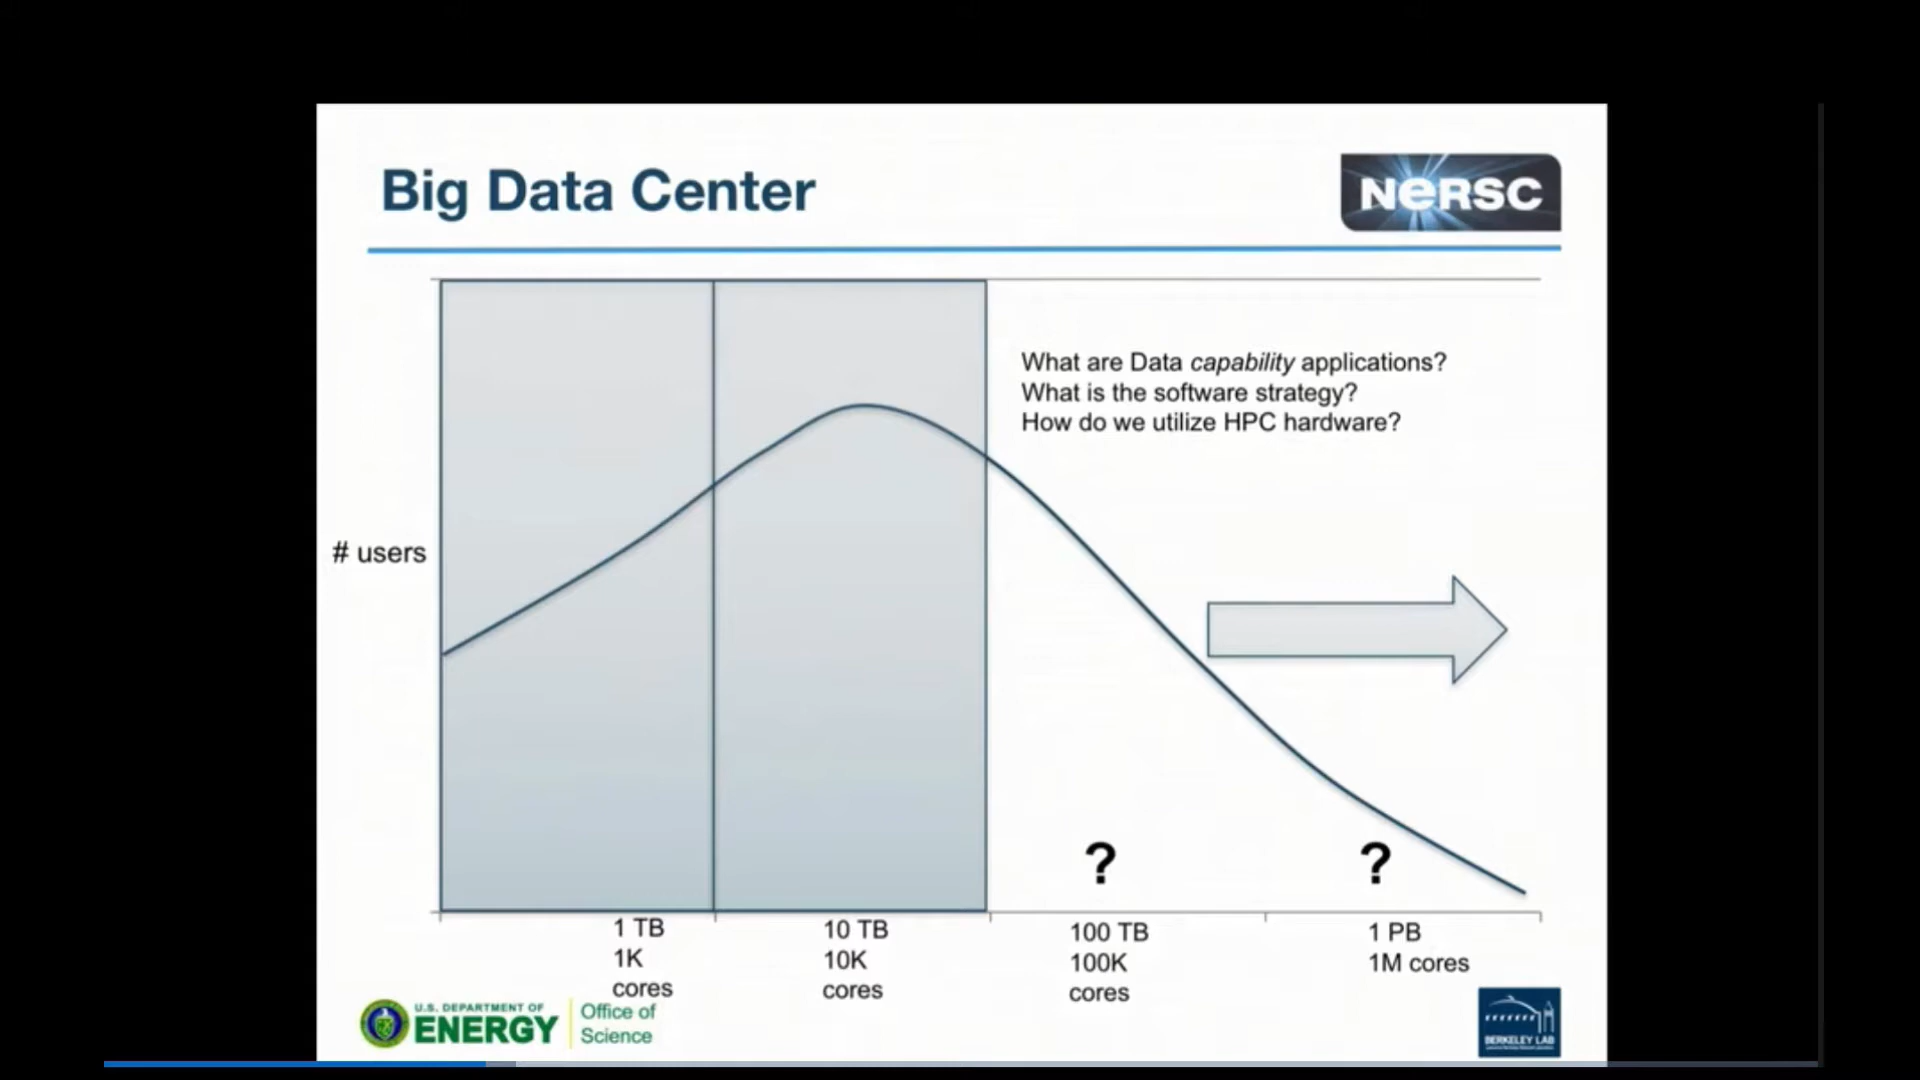 Big Data Center
NERSC
What are Data capability applications?
What is the software strategy?
How do we utilize HPC hardware?
# users
?
?
1 TB
1K
cores
10 TB
10K
cores
100 TB
100K
cores
1 PB
1M cores
U.S. DEPARTMENT OF
ENERGY
Office of
Science
BERKELEY LAB